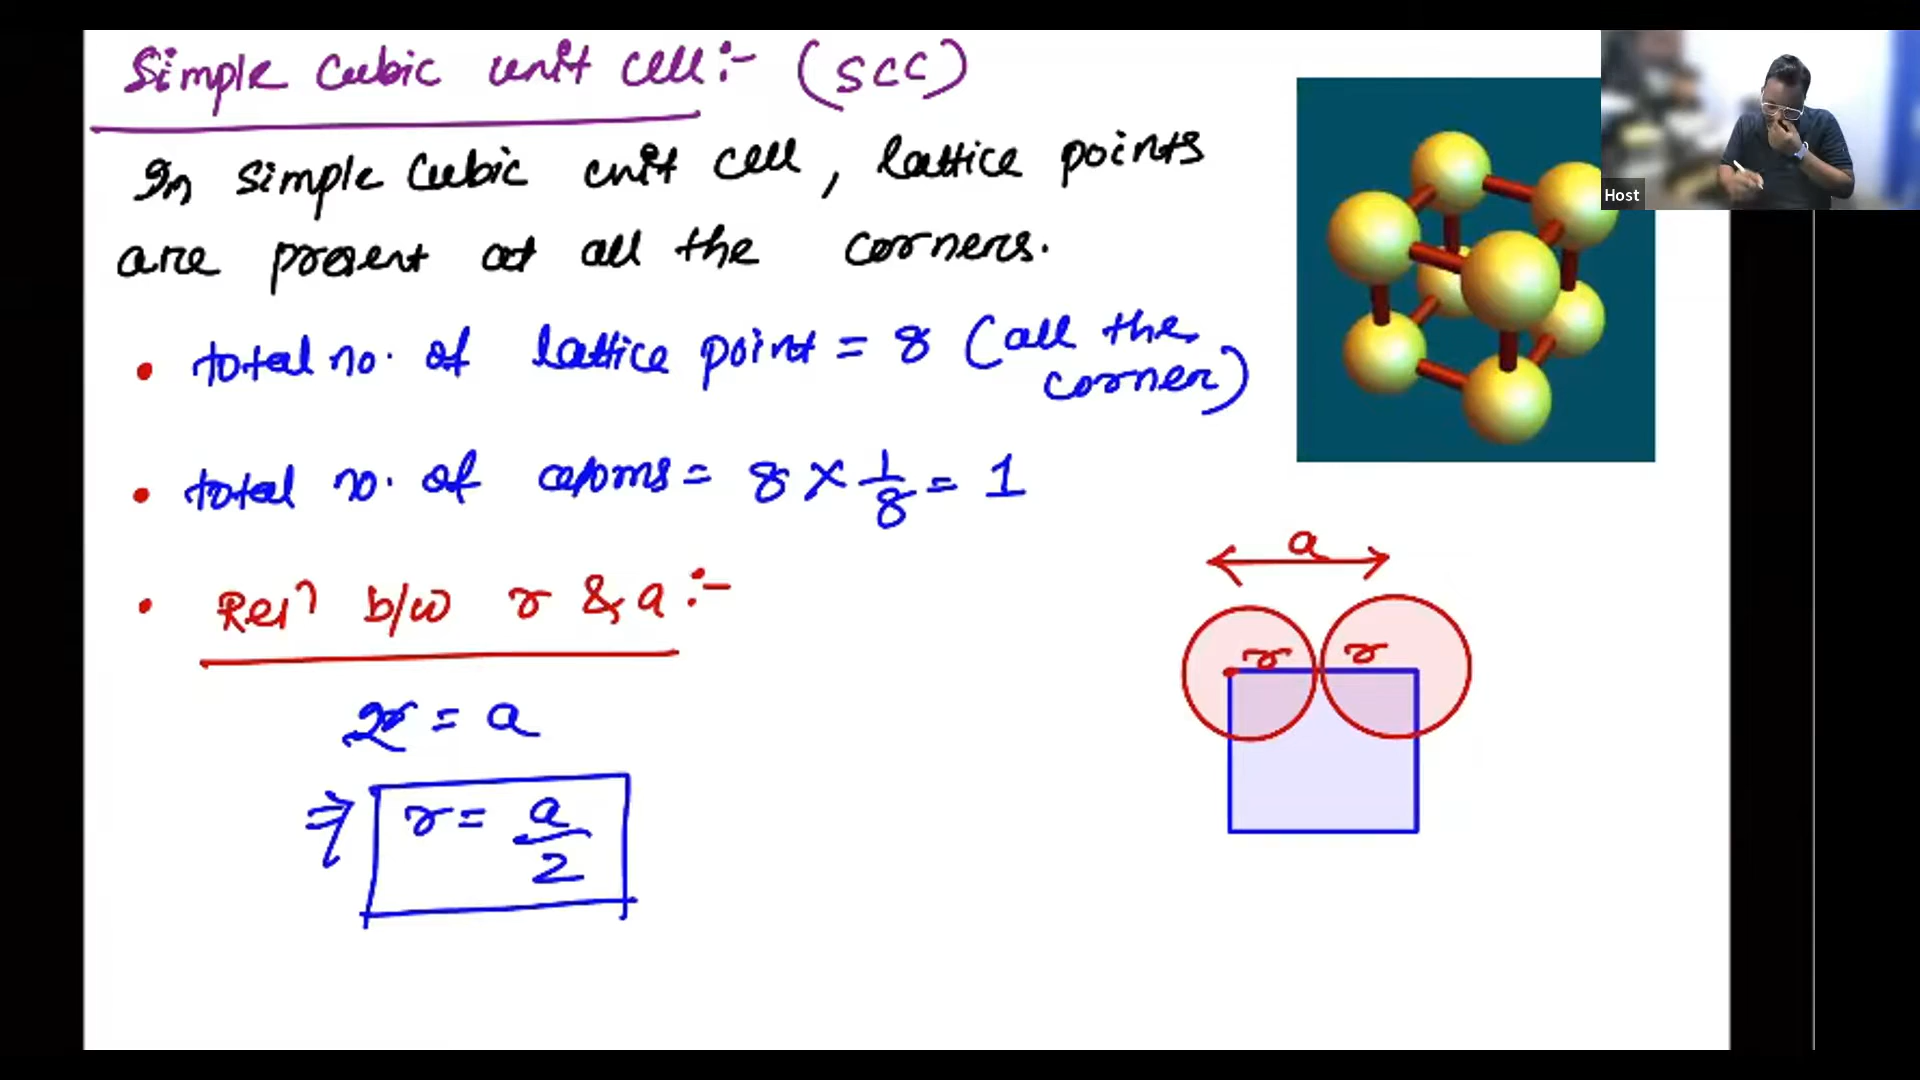 Simple Cubic unit cell:- (SCC)
In simple Cubic unit cell, lattice points
are present at all the corners.
• total no. of lattice point = 8 (all the
corner)
• total no. of atoms = 8 × 1/8 = 1
• Relⁿ b/w r & a :-
2r = a
⇒ r = a/2
a
r r
Host